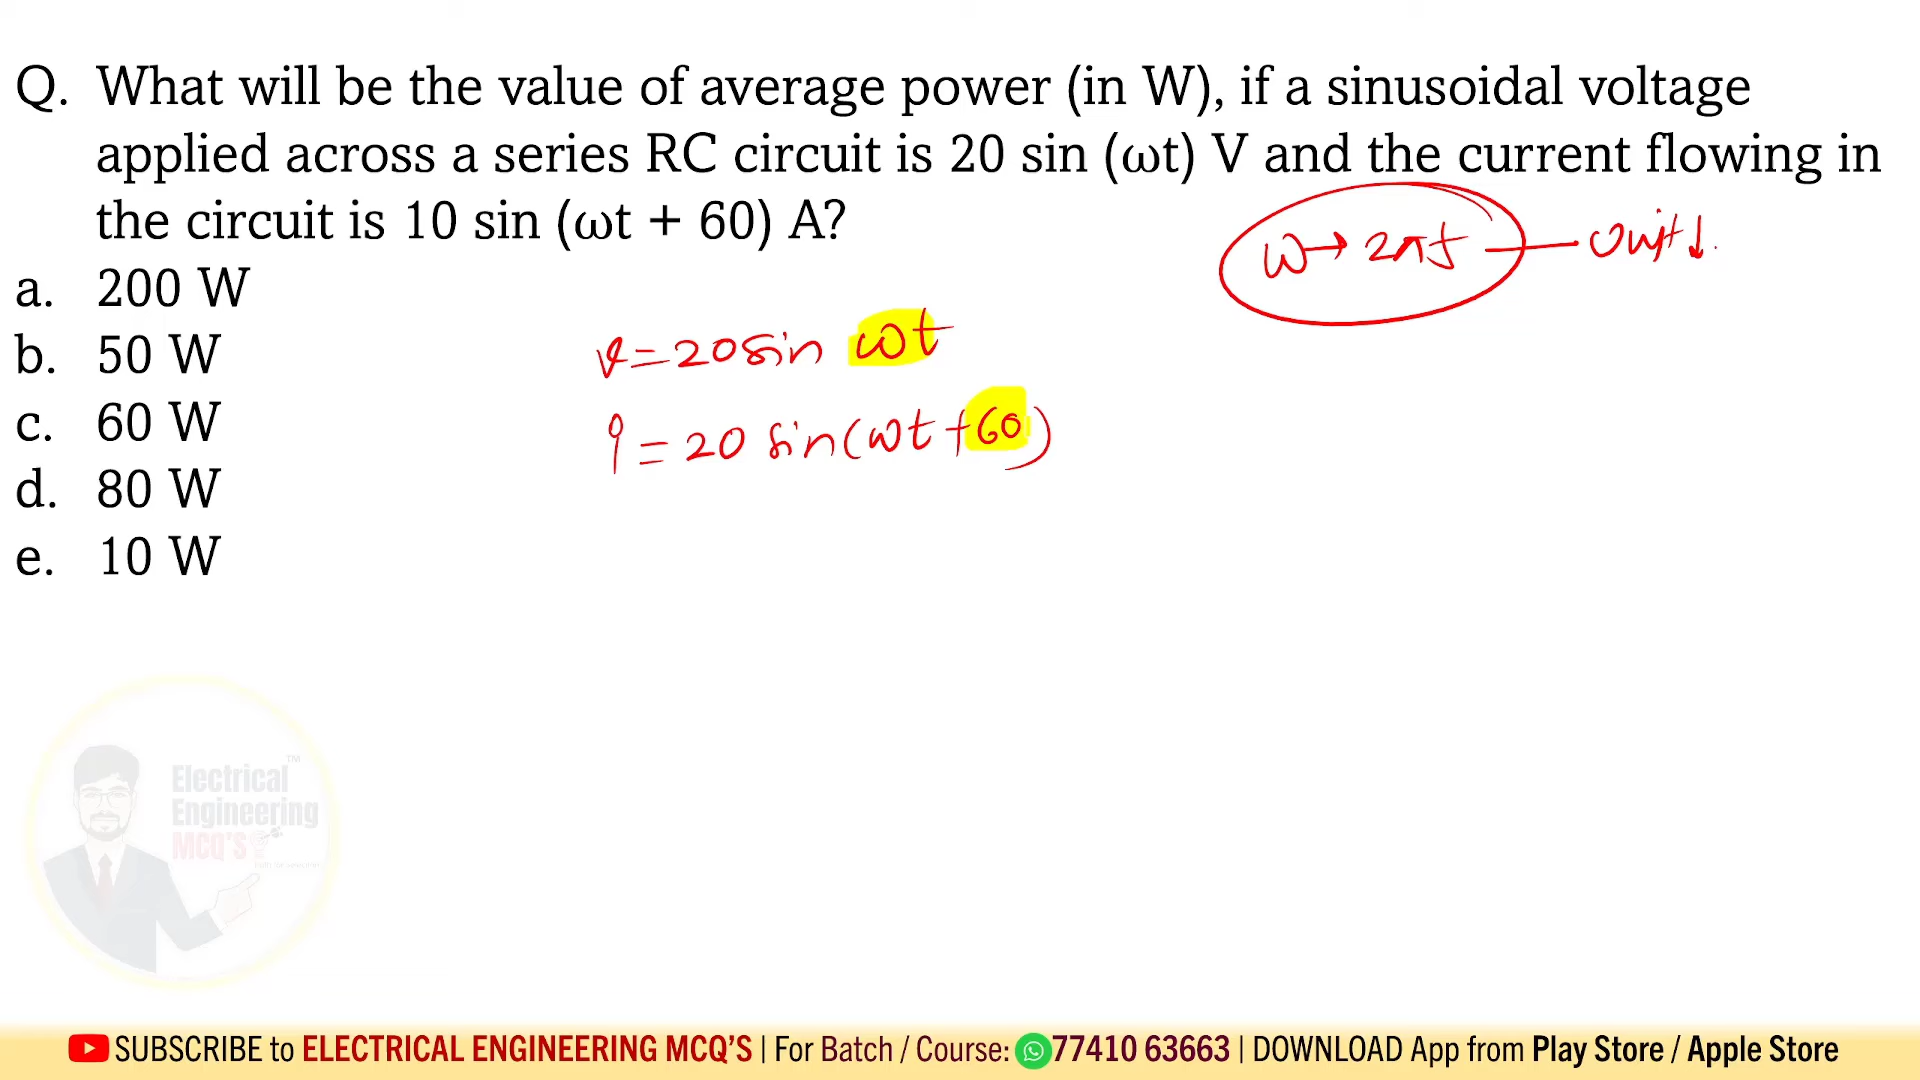 Q. What will be the value of average power (in W), if a sinusoidal voltage
applied across a series RC circuit is 20 sin (ωt) V and the current flowing in
the circuit is 10 sin (ωt + 60) A?
ω → 2πf — unit ↓.
a. 200 W
b. 50 W
c. 60 W
d. 80 W
e. 10 W
v = 20 sin ωt
i = 20 sin (ωt + 60)
Electrical™
Engineering
MCQ'S
SUBSCRIBE to ELECTRICAL ENGINEERING MCQ'S | For Batch / Course: 77410 63663 | DOWNLOAD App from Play Store / Apple Store